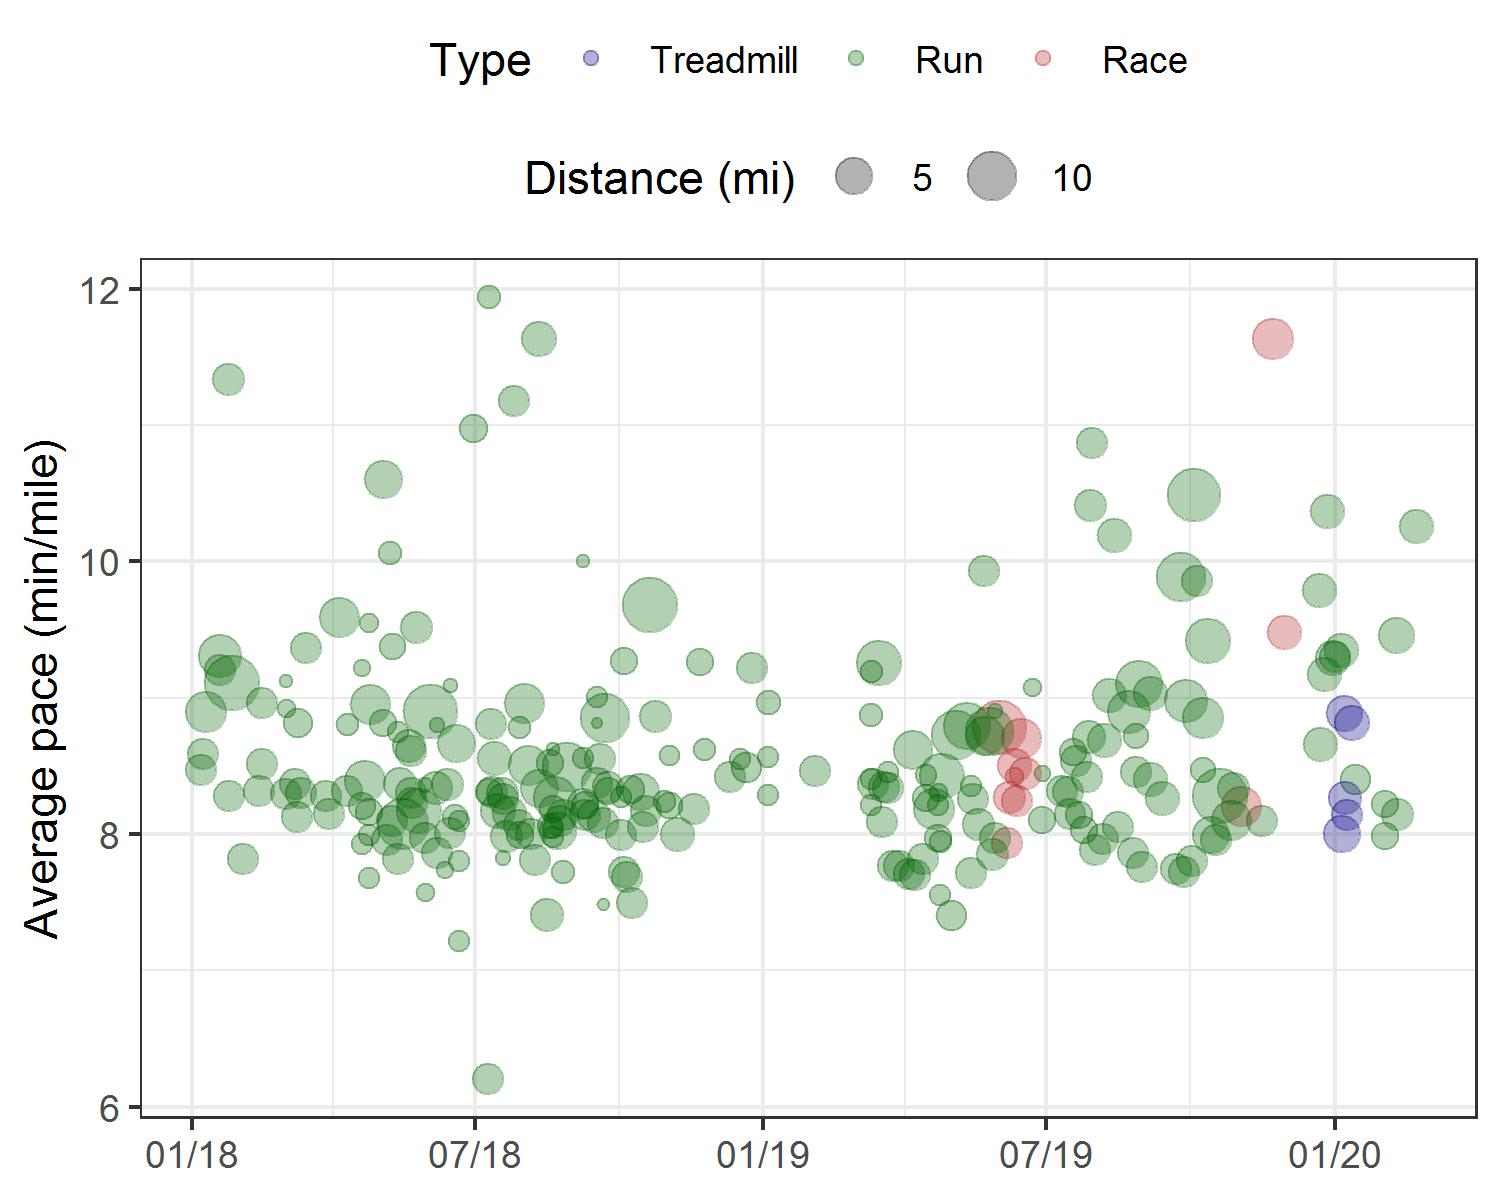 Type Treadmill Run Race
Distance (mi) 5 10
Average pace (min/mile)
12
10
8
6
01/18 07/18 01/19 07/19 01/20